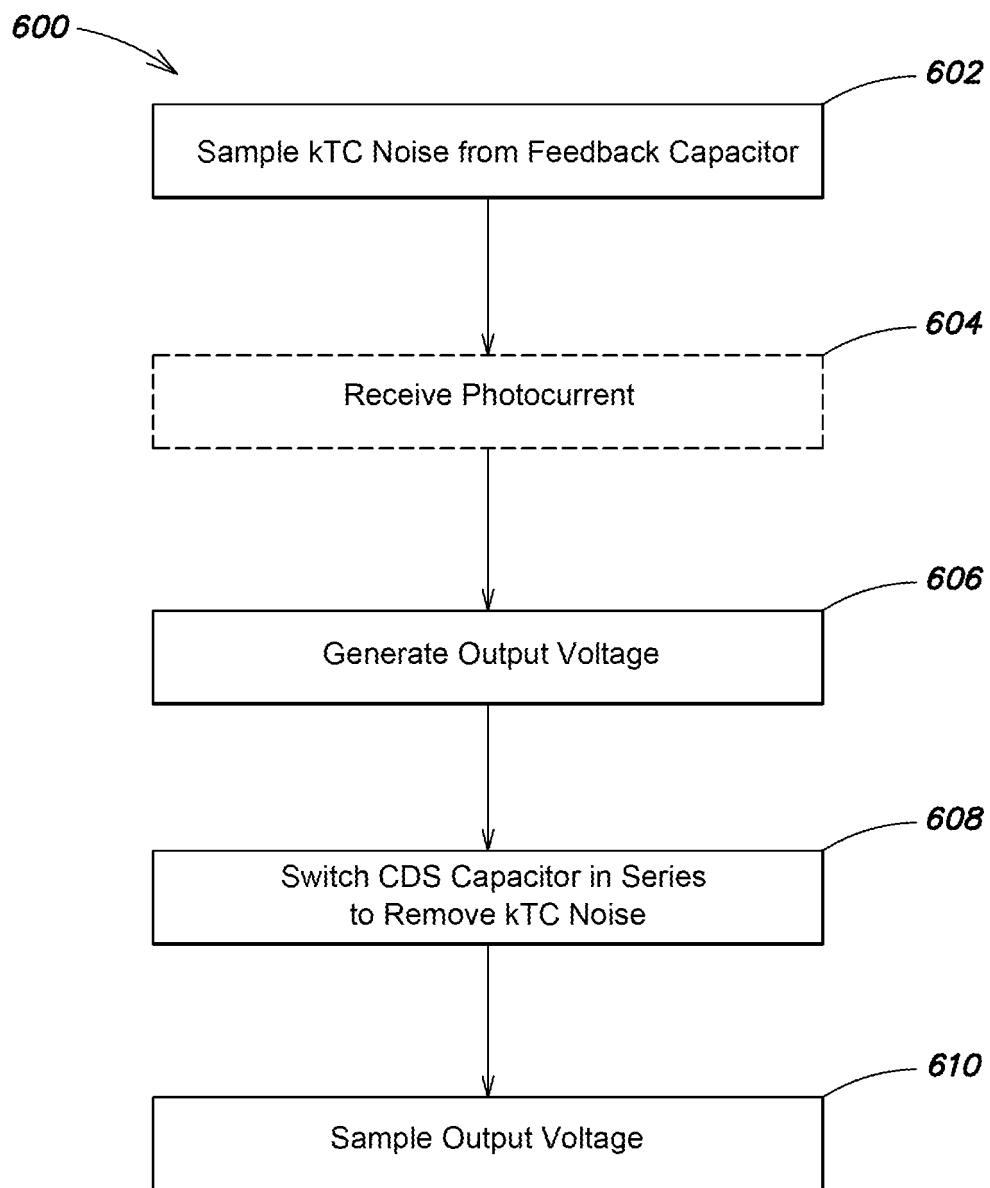 600
602
Sample kTC Noise from Feedback Capacitor
604
Receive Photocurrent
606
Generate Output Voltage
608
Switch CDS Capacitor in Series
to Remove kTC Noise
610
Sample Output Voltage